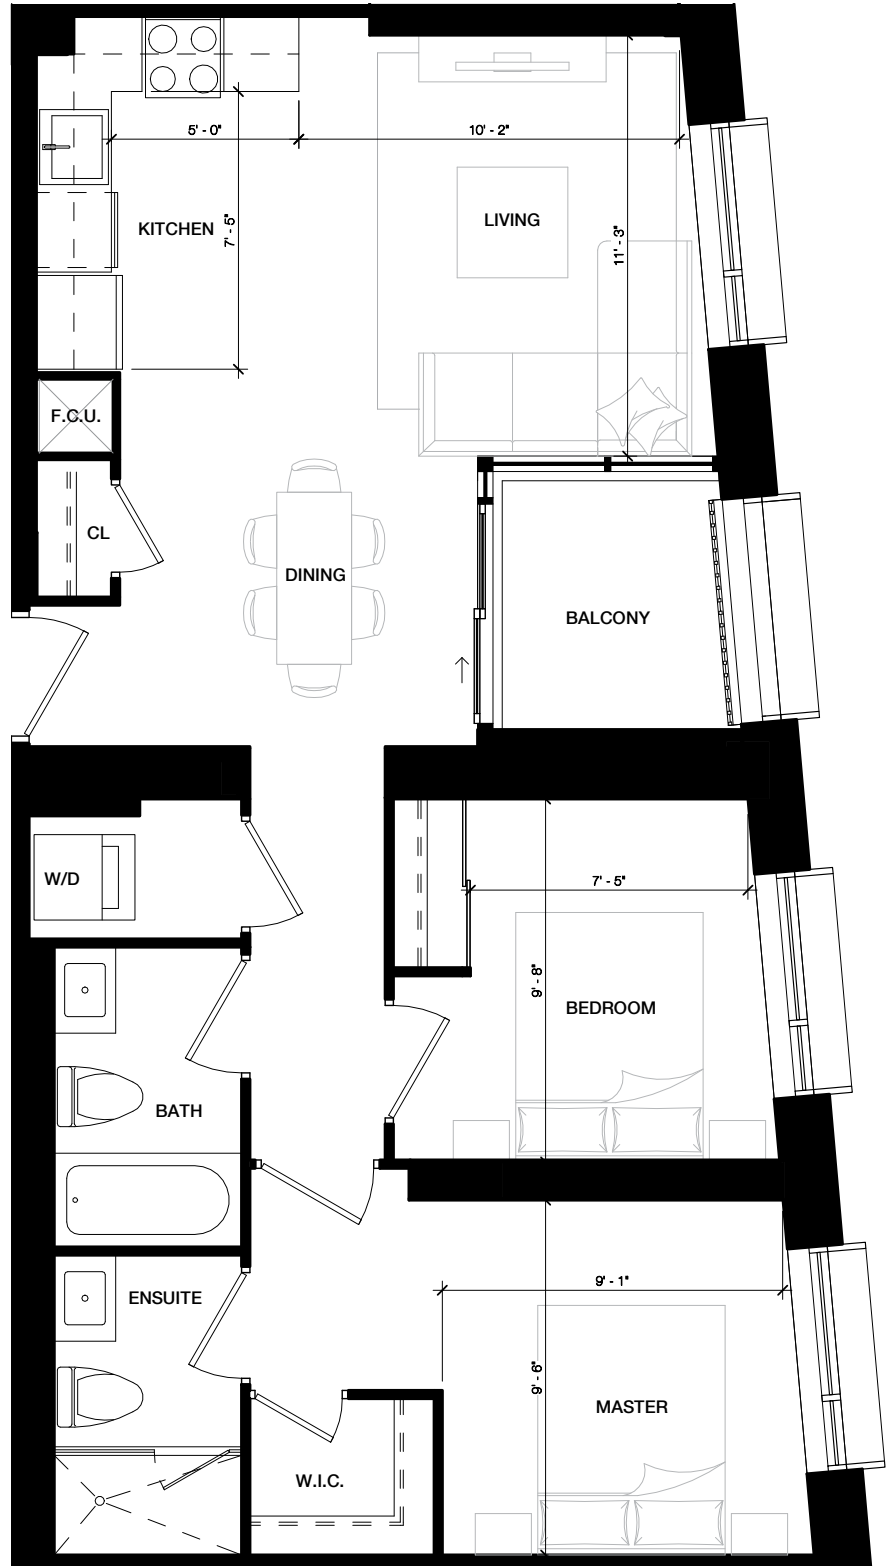 5' - 0"
10' - 2"
KITCHEN
7' - 5"
LIVING
11' - 3"
F.C.U.
CL
DINING
BALCONY
W/D
7' - 5"
9' - 8"
BEDROOM
BATH
ENSUITE
9' - 1"
9' - 6"
MASTER
W.I.C.